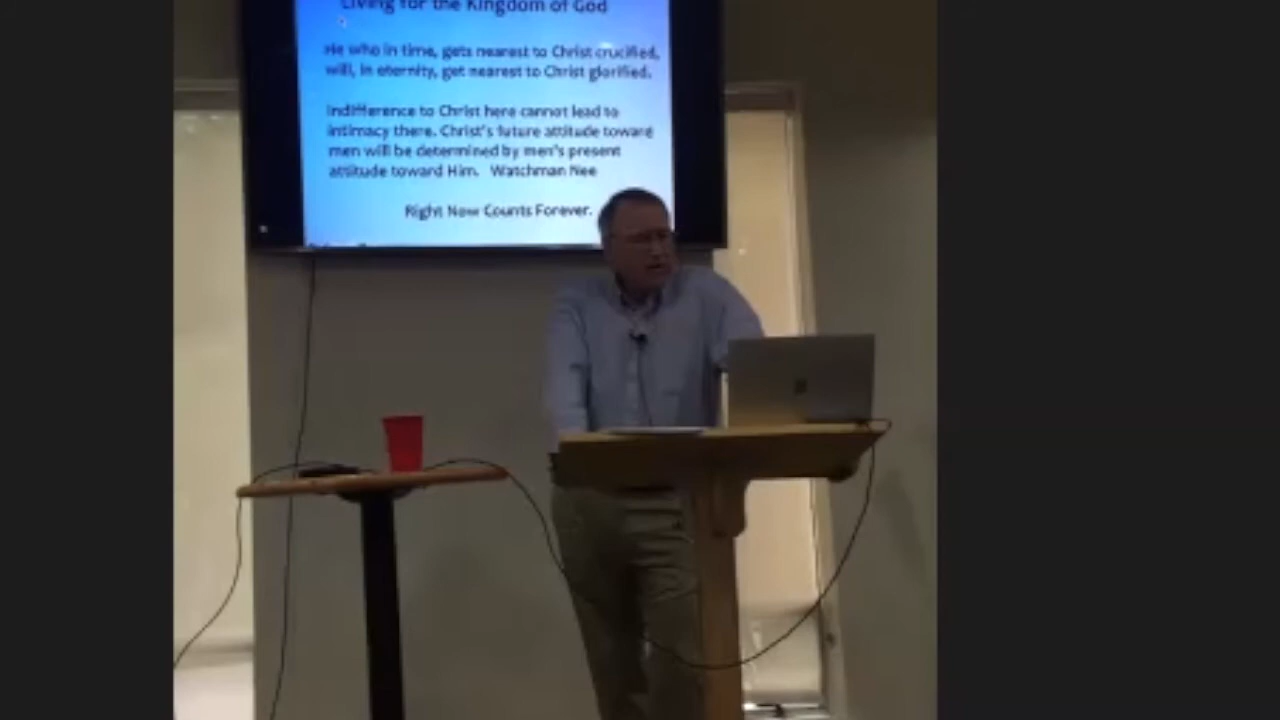 Living for the Kingdom of God
He who in time, gets nearest to Christ crucified,
will, in eternity, get nearest to Christ glorified.
Indifference to Christ here cannot lead to
intimacy there. Christ's future attitude toward
men will be determined by men's present
attitude toward Him. Watchman Nee
Right Now Counts Forever.